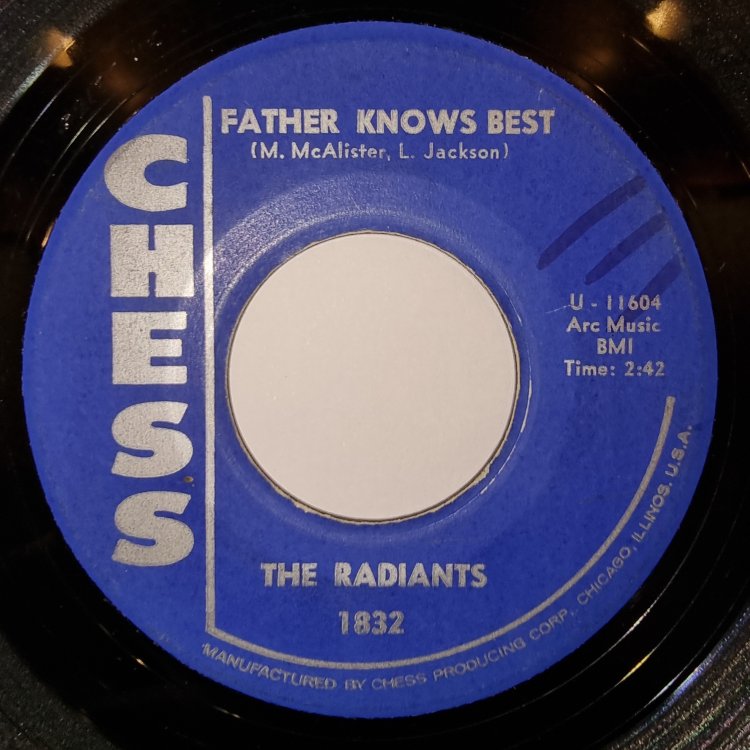 CHESS
FATHER KNOWS BEST
(M. McAlister, L. Jackson)
U - 11604
Arc Music
BMI
Time: 2:42
THE RADIANTS
1832
MANUFACTURED BY CHESS PRODUCING CORP., CHICAGO, ILLINOS, U.S.A.